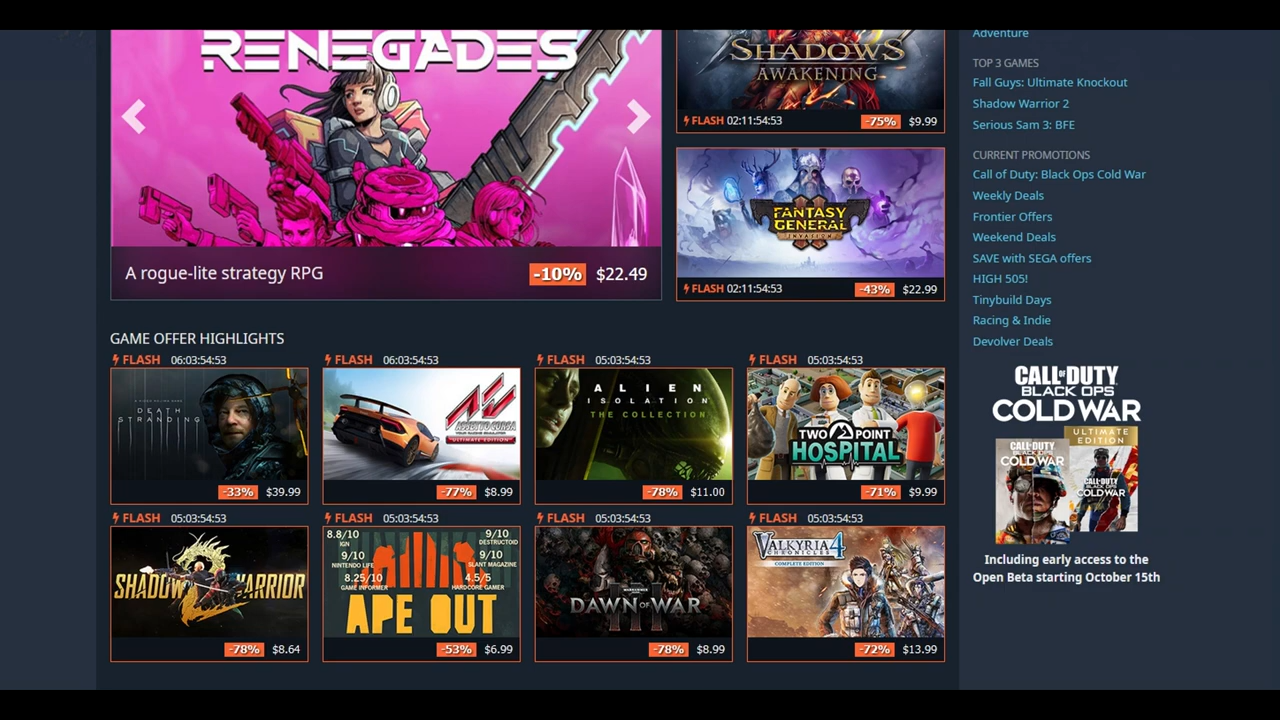 RENEGADES
A rogue-lite strategy RPG
-10% $22.49
SHADOWS
AWAKENING
FLASH 02:11:54:53
-75% $9.99
FANTASY
GENERAL
INVASION
FLASH 02:11:54:53
-43% $22.99
Adventure
TOP 3 GAMES
Fall Guys: Ultimate Knockout
Shadow Warrior 2
Serious Sam 3: BFE
CURRENT PROMOTIONS
Call of Duty: Black Ops Cold War
Weekly Deals
Frontier Offers
Weekend Deals
SAVE with SEGA offers
HIGH 505!
Tinybuild Days
Racing & Indie
Devolver Deals
CALL OF DUTY
BLACK OPS
COLD WAR
ULTIMATE
EDITION
CALL OF DUTY
COLD WAR
CALL OF DUTY
BLACK OPS
COLD WAR
Including early access to the
Open Beta starting October 15th
GAME OFFER HIGHLIGHTS
FLASH 06:03:54:53
DEATH
STRANDING
-33% $39.99
FLASH 06:03:54:53
ASSETTO CORSA
ULTIMATE EDITION
-77% $8.99
FLASH 05:03:54:53
ALIEN
ISOLATION
THE COLLECTION
-78% $11.00
FLASH 05:03:54:53
TWO POINT
HOSPITAL
-71% $9.99
FLASH 05:03:54:53
SHADOW WARRIOR
2
-78% $8.64
FLASH 05:03:54:53
8.8/10
IGN
9/10
NINTENDO LIFE
8.25/10
GAME INFORMER
9/10
DESTRUCTOID
9/10
SLANT MAGAZINE
4.5/5
HARDCORE GAMER
APE OUT
-53% $6.99
FLASH 05:03:54:53
DAWN OF WAR
III
-78% $8.99
FLASH 05:03:54:53
VALKYRIA
CHRONICLES 4
COMPLETE EDITION
-72% $13.99